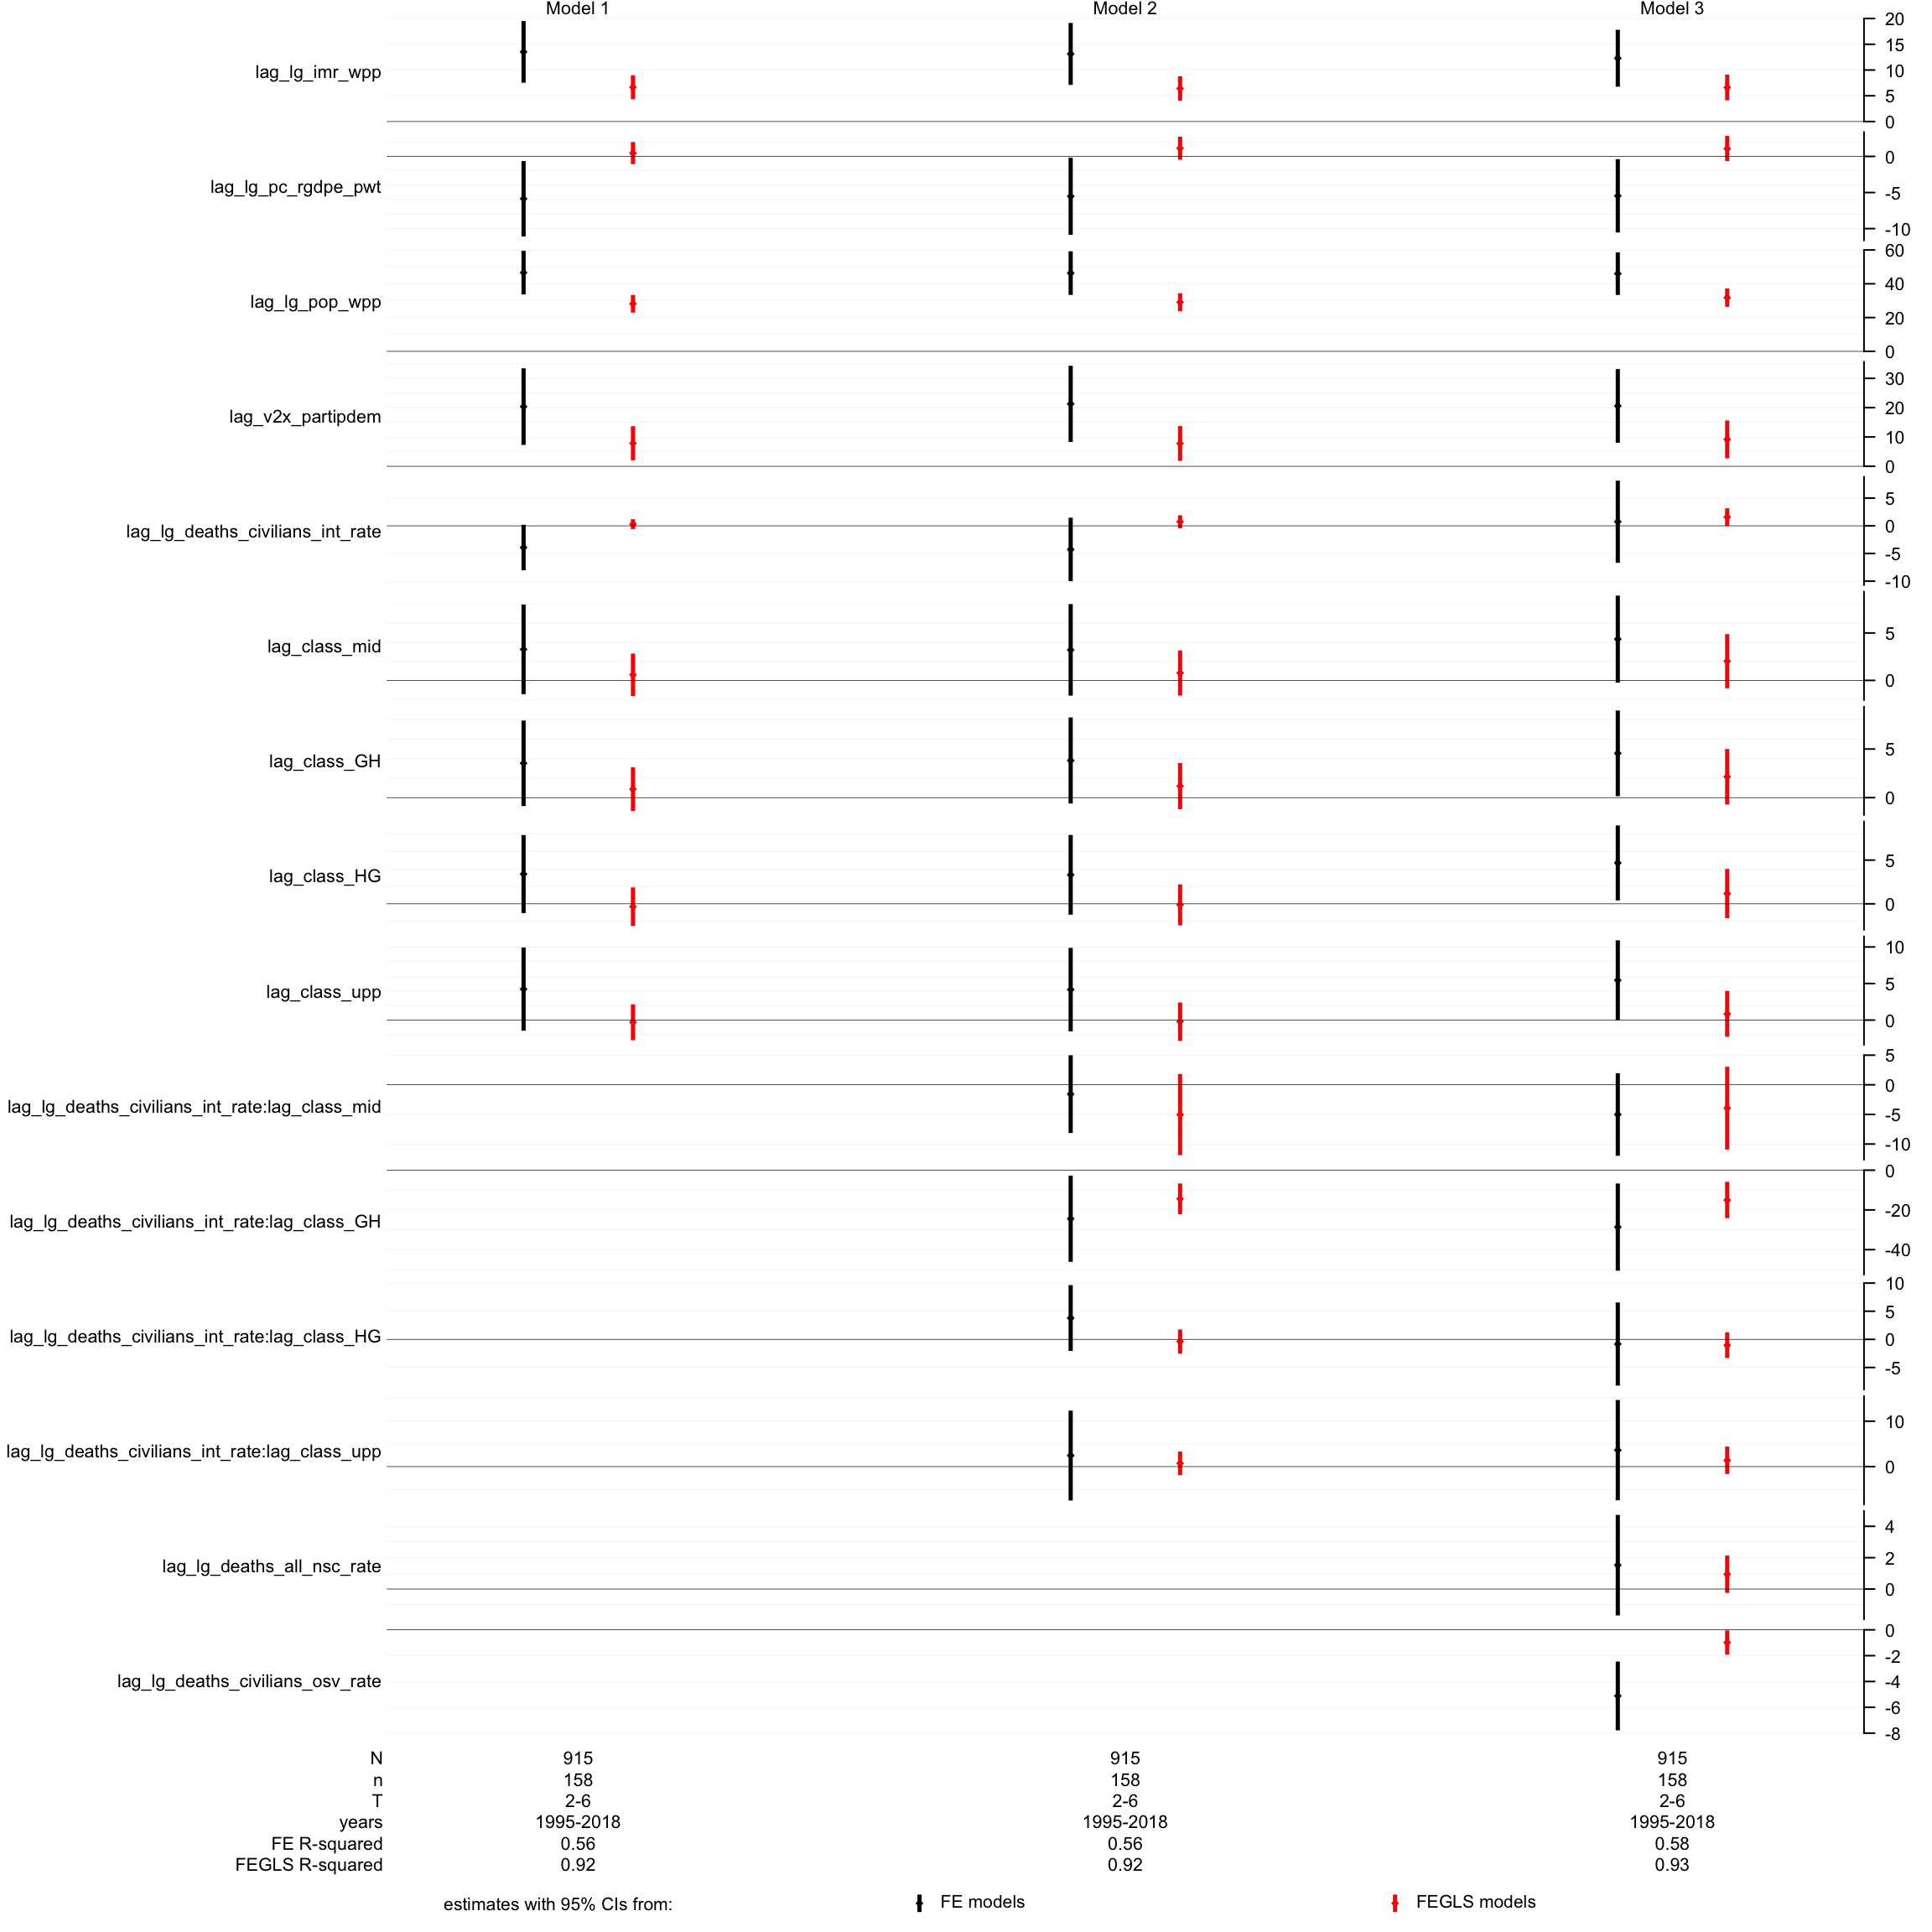 Model 1 Model 2 Model 3
lag_lg_imr_wpp
20
15
10
5
0
lag_lg_pc_rgdpe_pwt
0
-5
-10
lag_lg_pop_wpp
60
40
20
0
lag_v2x_partipdem
30
20
10
0
lag_lg_deaths_civilians_int_rate
5
0
-5
-10
lag_class_mid
5
0
lag_class_GH
5
0
lag_class_HG
5
0
lag_class_upp
10
5
0
lag_lg_deaths_civilians_int_rate:lag_class_mid
5
0
-5
-10
lag_lg_deaths_civilians_int_rate:lag_class_GH
0
-20
-40
lag_lg_deaths_civilians_int_rate:lag_class_HG
10
5
0
-5
lag_lg_deaths_civilians_int_rate:lag_class_upp
10
0
lag_lg_deaths_all_nsc_rate
4
2
0
lag_lg_deaths_civilians_osv_rate
0
-2
-4
-6
-8
N 915 915 915
n 158 158 158
T 2-6 2-6 2-6
years 1995-2018 1995-2018 1995-2018
FE R-squared 0.56 0.56 0.58
FEGLS R-squared 0.92 0.92 0.93
estimates with 95% CIs from: FE models FEGLS models